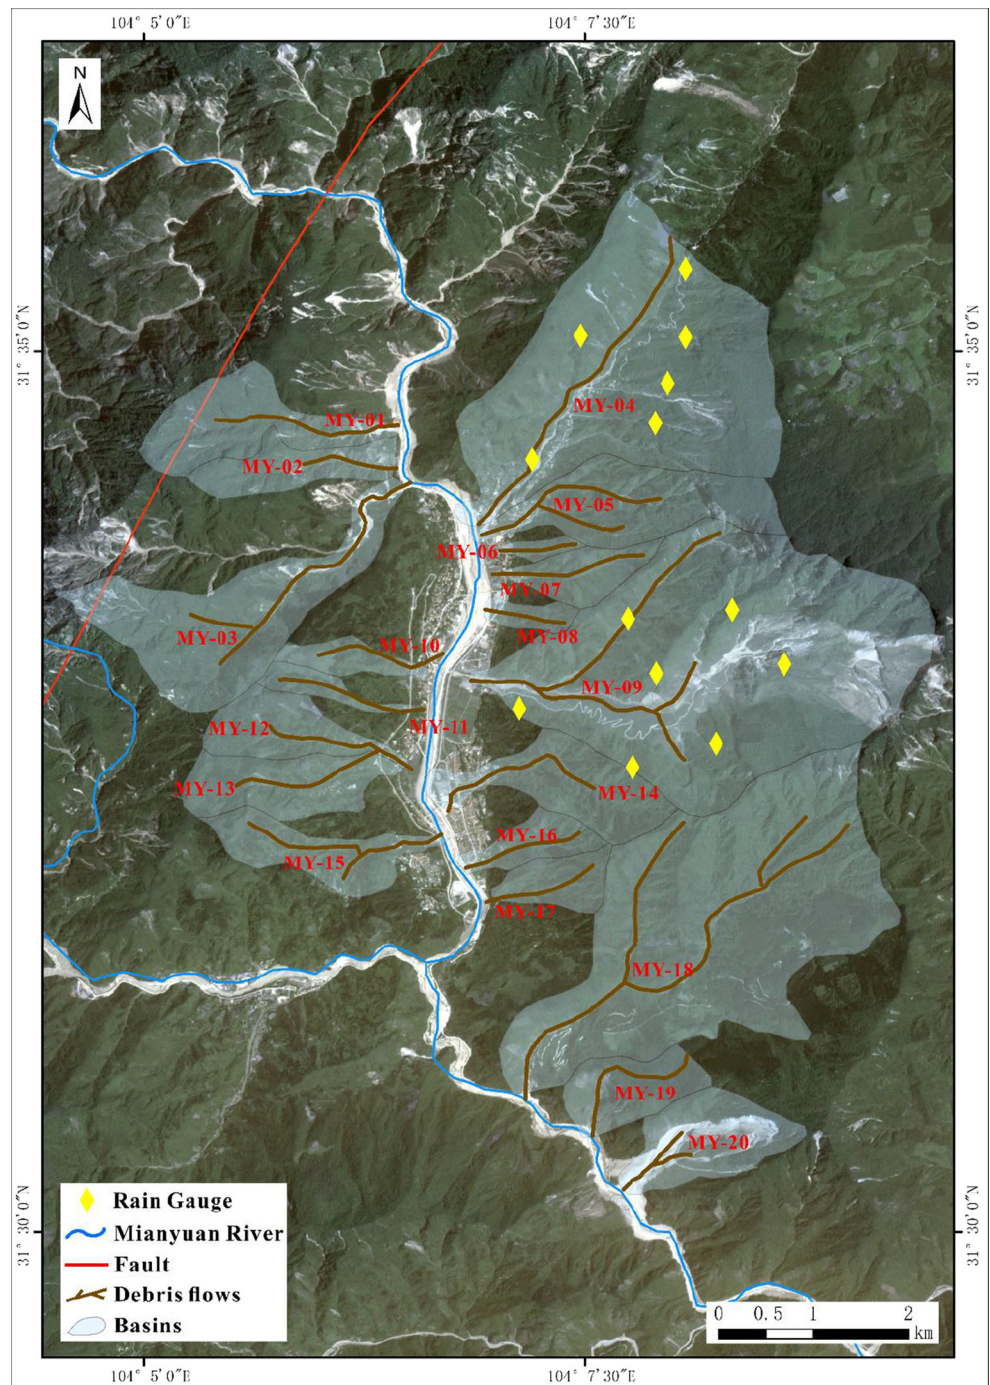 104° 5′0″E
104° 7′30″E
N
31° 35′0″N
31° 35′0″N
MY-04
MY-01
MY-02
MY-05
MY-06
MY-07
MY-08
MY-03
MY-10
MY-09
MY-11
MY-12
MY-13
MY-14
MY-16
MY-15
MY-17
MY-18
MY-19
MY-20
Rain Gauge
Mianyuan River
Fault
Debris flows
Basins
31° 30′0″N
31° 30′0″N
0 0.5 1 2
km
104° 5′0″E
104° 7′30″E